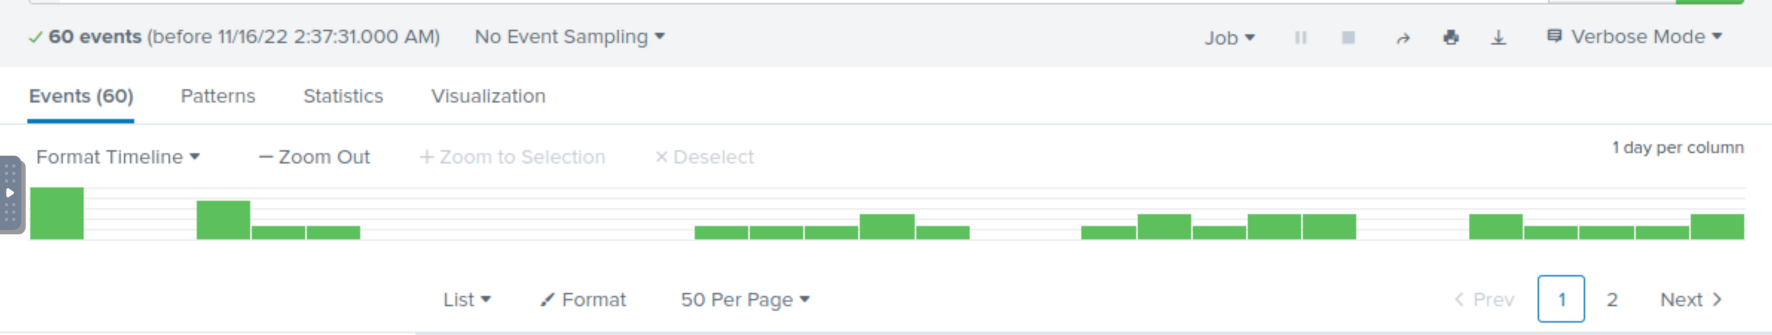 60 events (before 11/16/22 2:37:31.000 AM) No Event Sampling Job Verbose Mode
Events (60) Patterns Statistics Visualization
Format Timeline — Zoom Out + Zoom to Selection × Deselect 1 day per column
List Format 50 Per Page < Prev 1 2 Next >